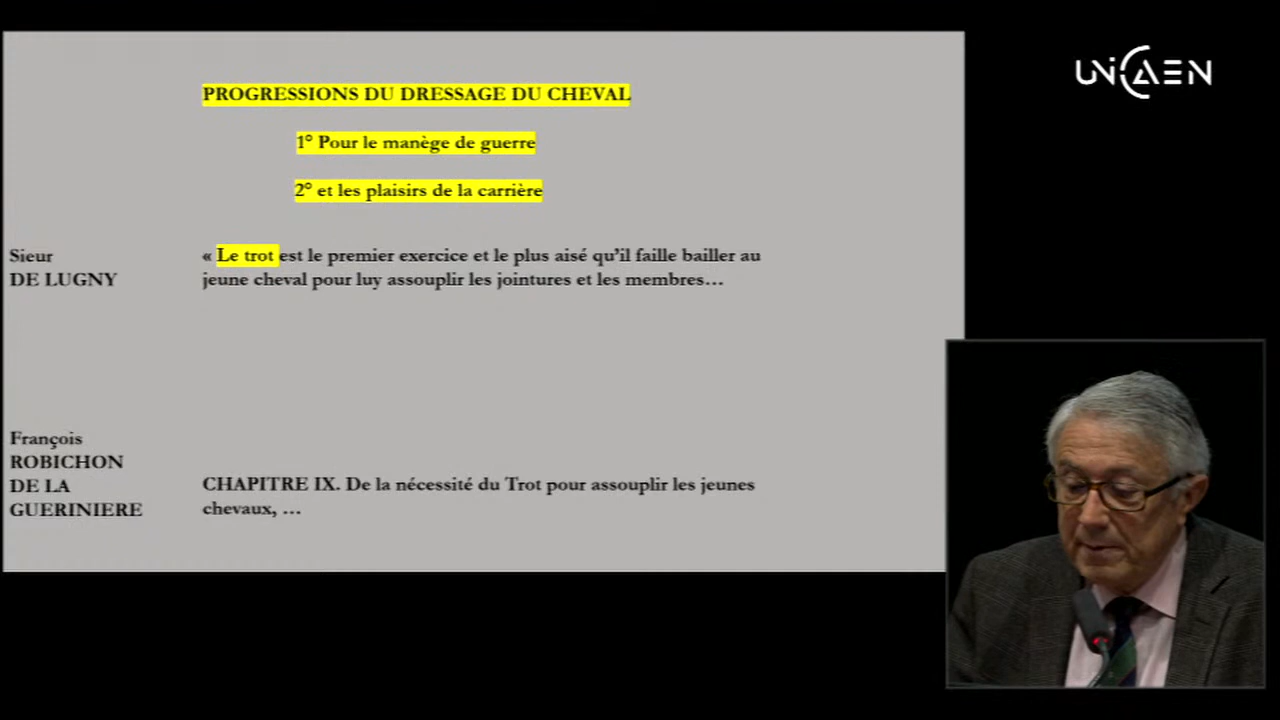 UNICAEN
PROGRESSIONS DU DRESSAGE DU CHEVAL
1° Pour le manège de guerre
2° et les plaisirs de la carrière
Sieur
DE LUGNY
« Le trot est le premier exercice et le plus aisé qu'il faille bailler au
jeune cheval pour luy assouplir les jointures et les membres…
François
ROBICHON
DE LA
GUERINIERE
CHAPITRE IX. De la nécessité du Trot pour assouplir les jeunes
chevaux, …